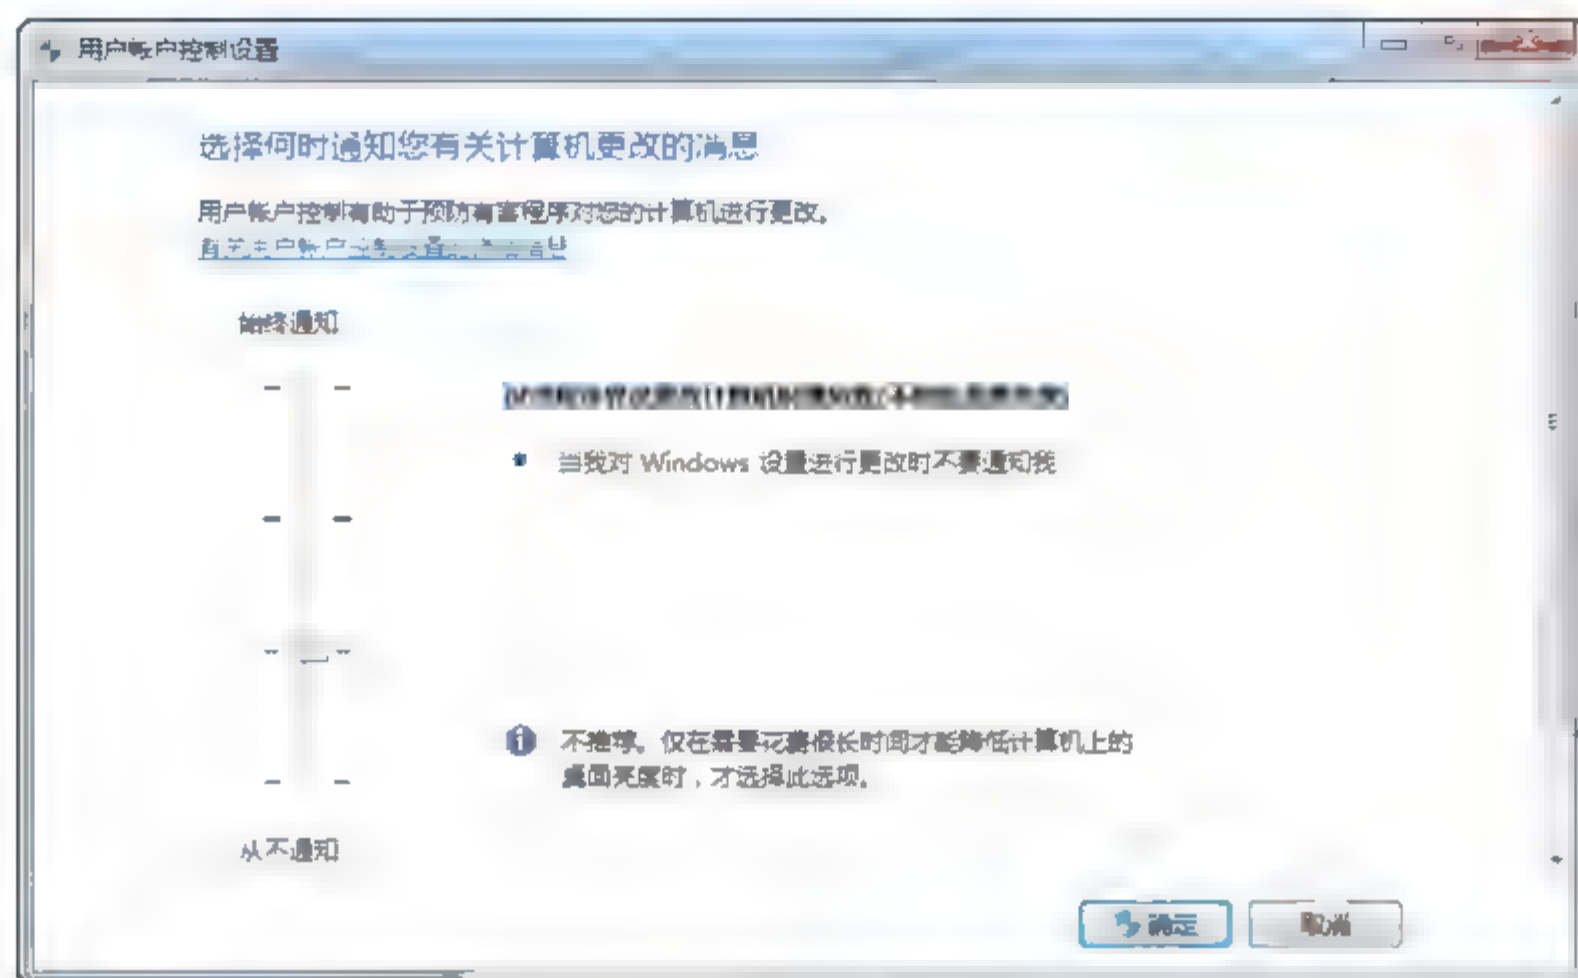 用户帐户控制设置
选择何时通知您有关计算机更改的消息
用户帐户控制有助于预防有害程序对您的计算机进行更改。
始终通知
当我对 Windows 设置进行更改时不要通知我
不推荐。仅在需要花费很长时间才能降低计算机上的
桌面亮度时，才选择此选项。
从不通知
确定
取消